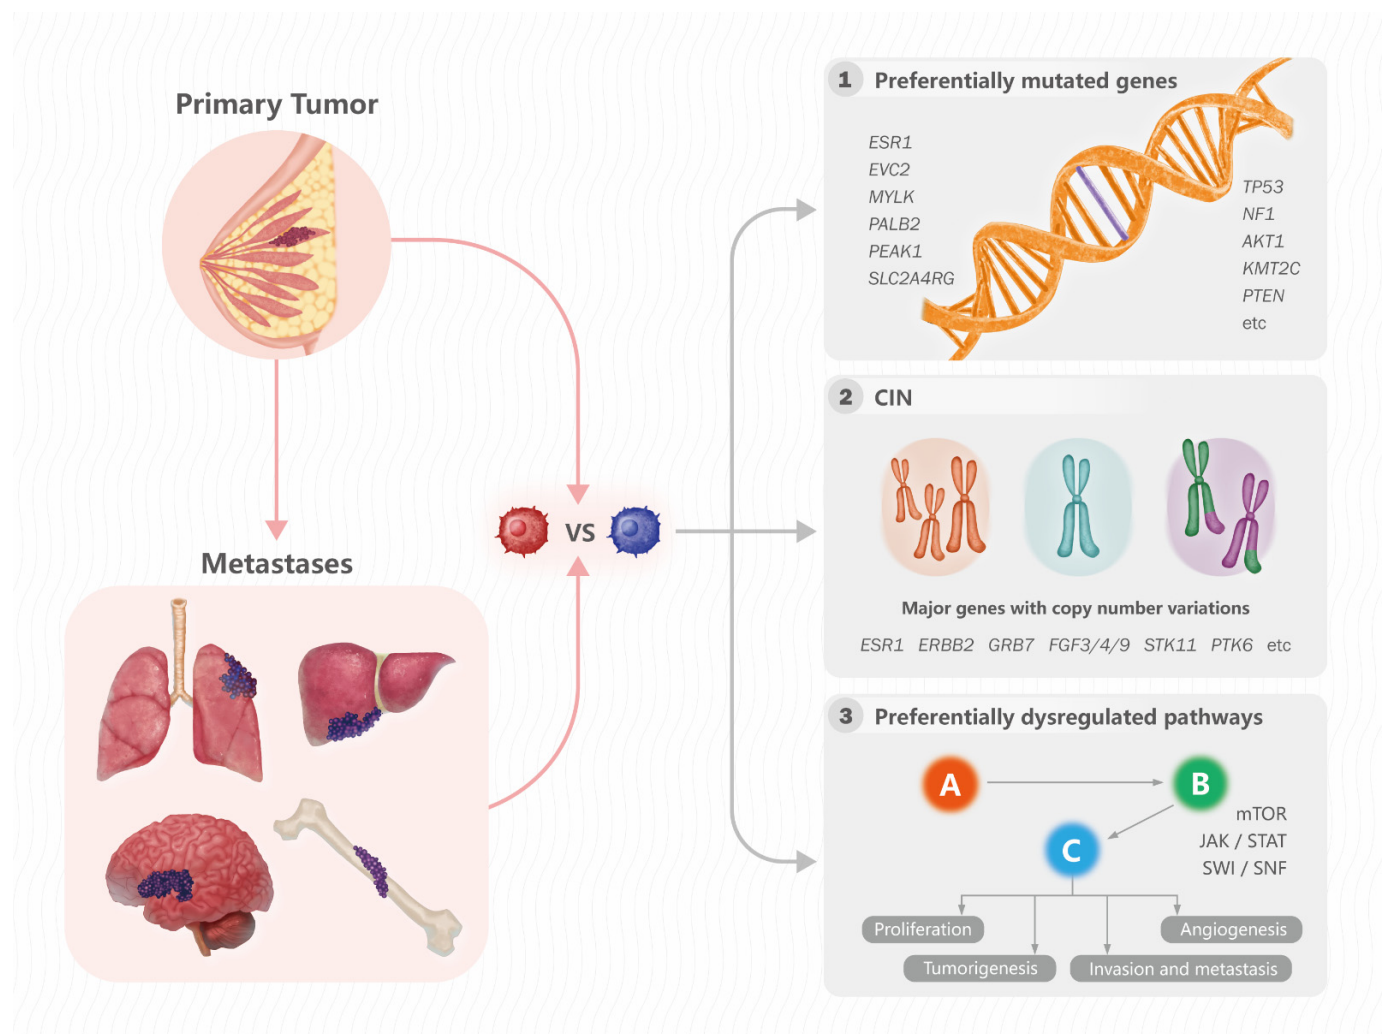 Primary Tumor
Metastases
VS
1 Preferentially mutated genes
ESR1
EVC2
MYLK
PALB2
PEAK1
SLC2A4RG
TP53
NF1
AKT1
KMT2C
PTEN
etc
2 CIN
Major genes with copy number variations
ESR1 ERBB2 GRB7 FGF3/4/9 STK11 PTK6 etc
3 Preferentially dysregulated pathways
A
B
mTOR
JAK / STAT
SWI / SNF
C
Proliferation
Angiogenesis
Tumorigenesis
Invasion and metastasis